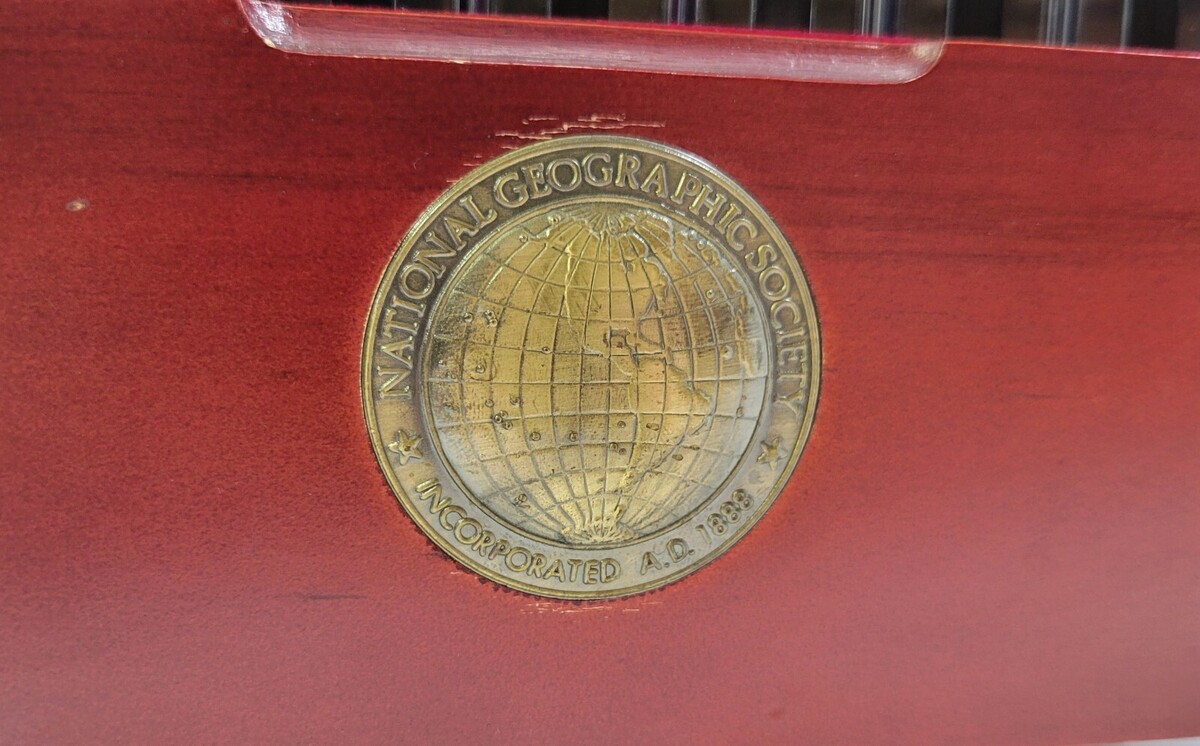 NATIONAL GEOGRAPHIC SOCIETY
INCORPORATED A.D. 1888